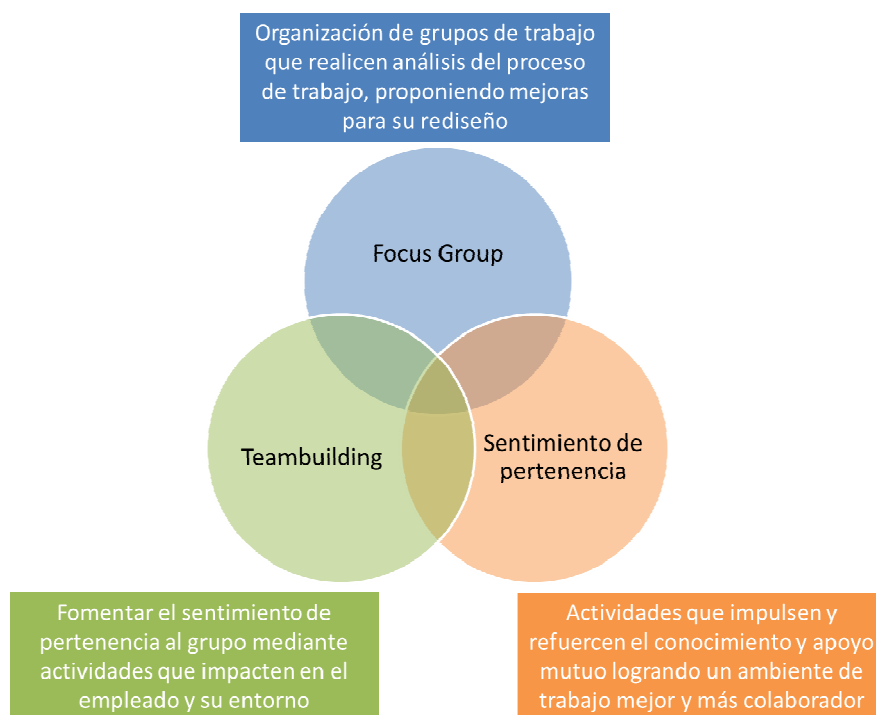 Organización de grupos de trabajo
que realicen análisis del proceso
de trabajo, proponiendo mejoras
para su rediseño
Focus Group
Teambuilding
Sentimiento de
pertenencia
Fomentar el sentimiento de
pertenencia al grupo mediante
actividades que impacten en el
empleado y su entorno
Actividades que impulsen y
refuercen el conocimiento y apoyo
mutuo logrando un ambiente de
trabajo mejor y más colaborador